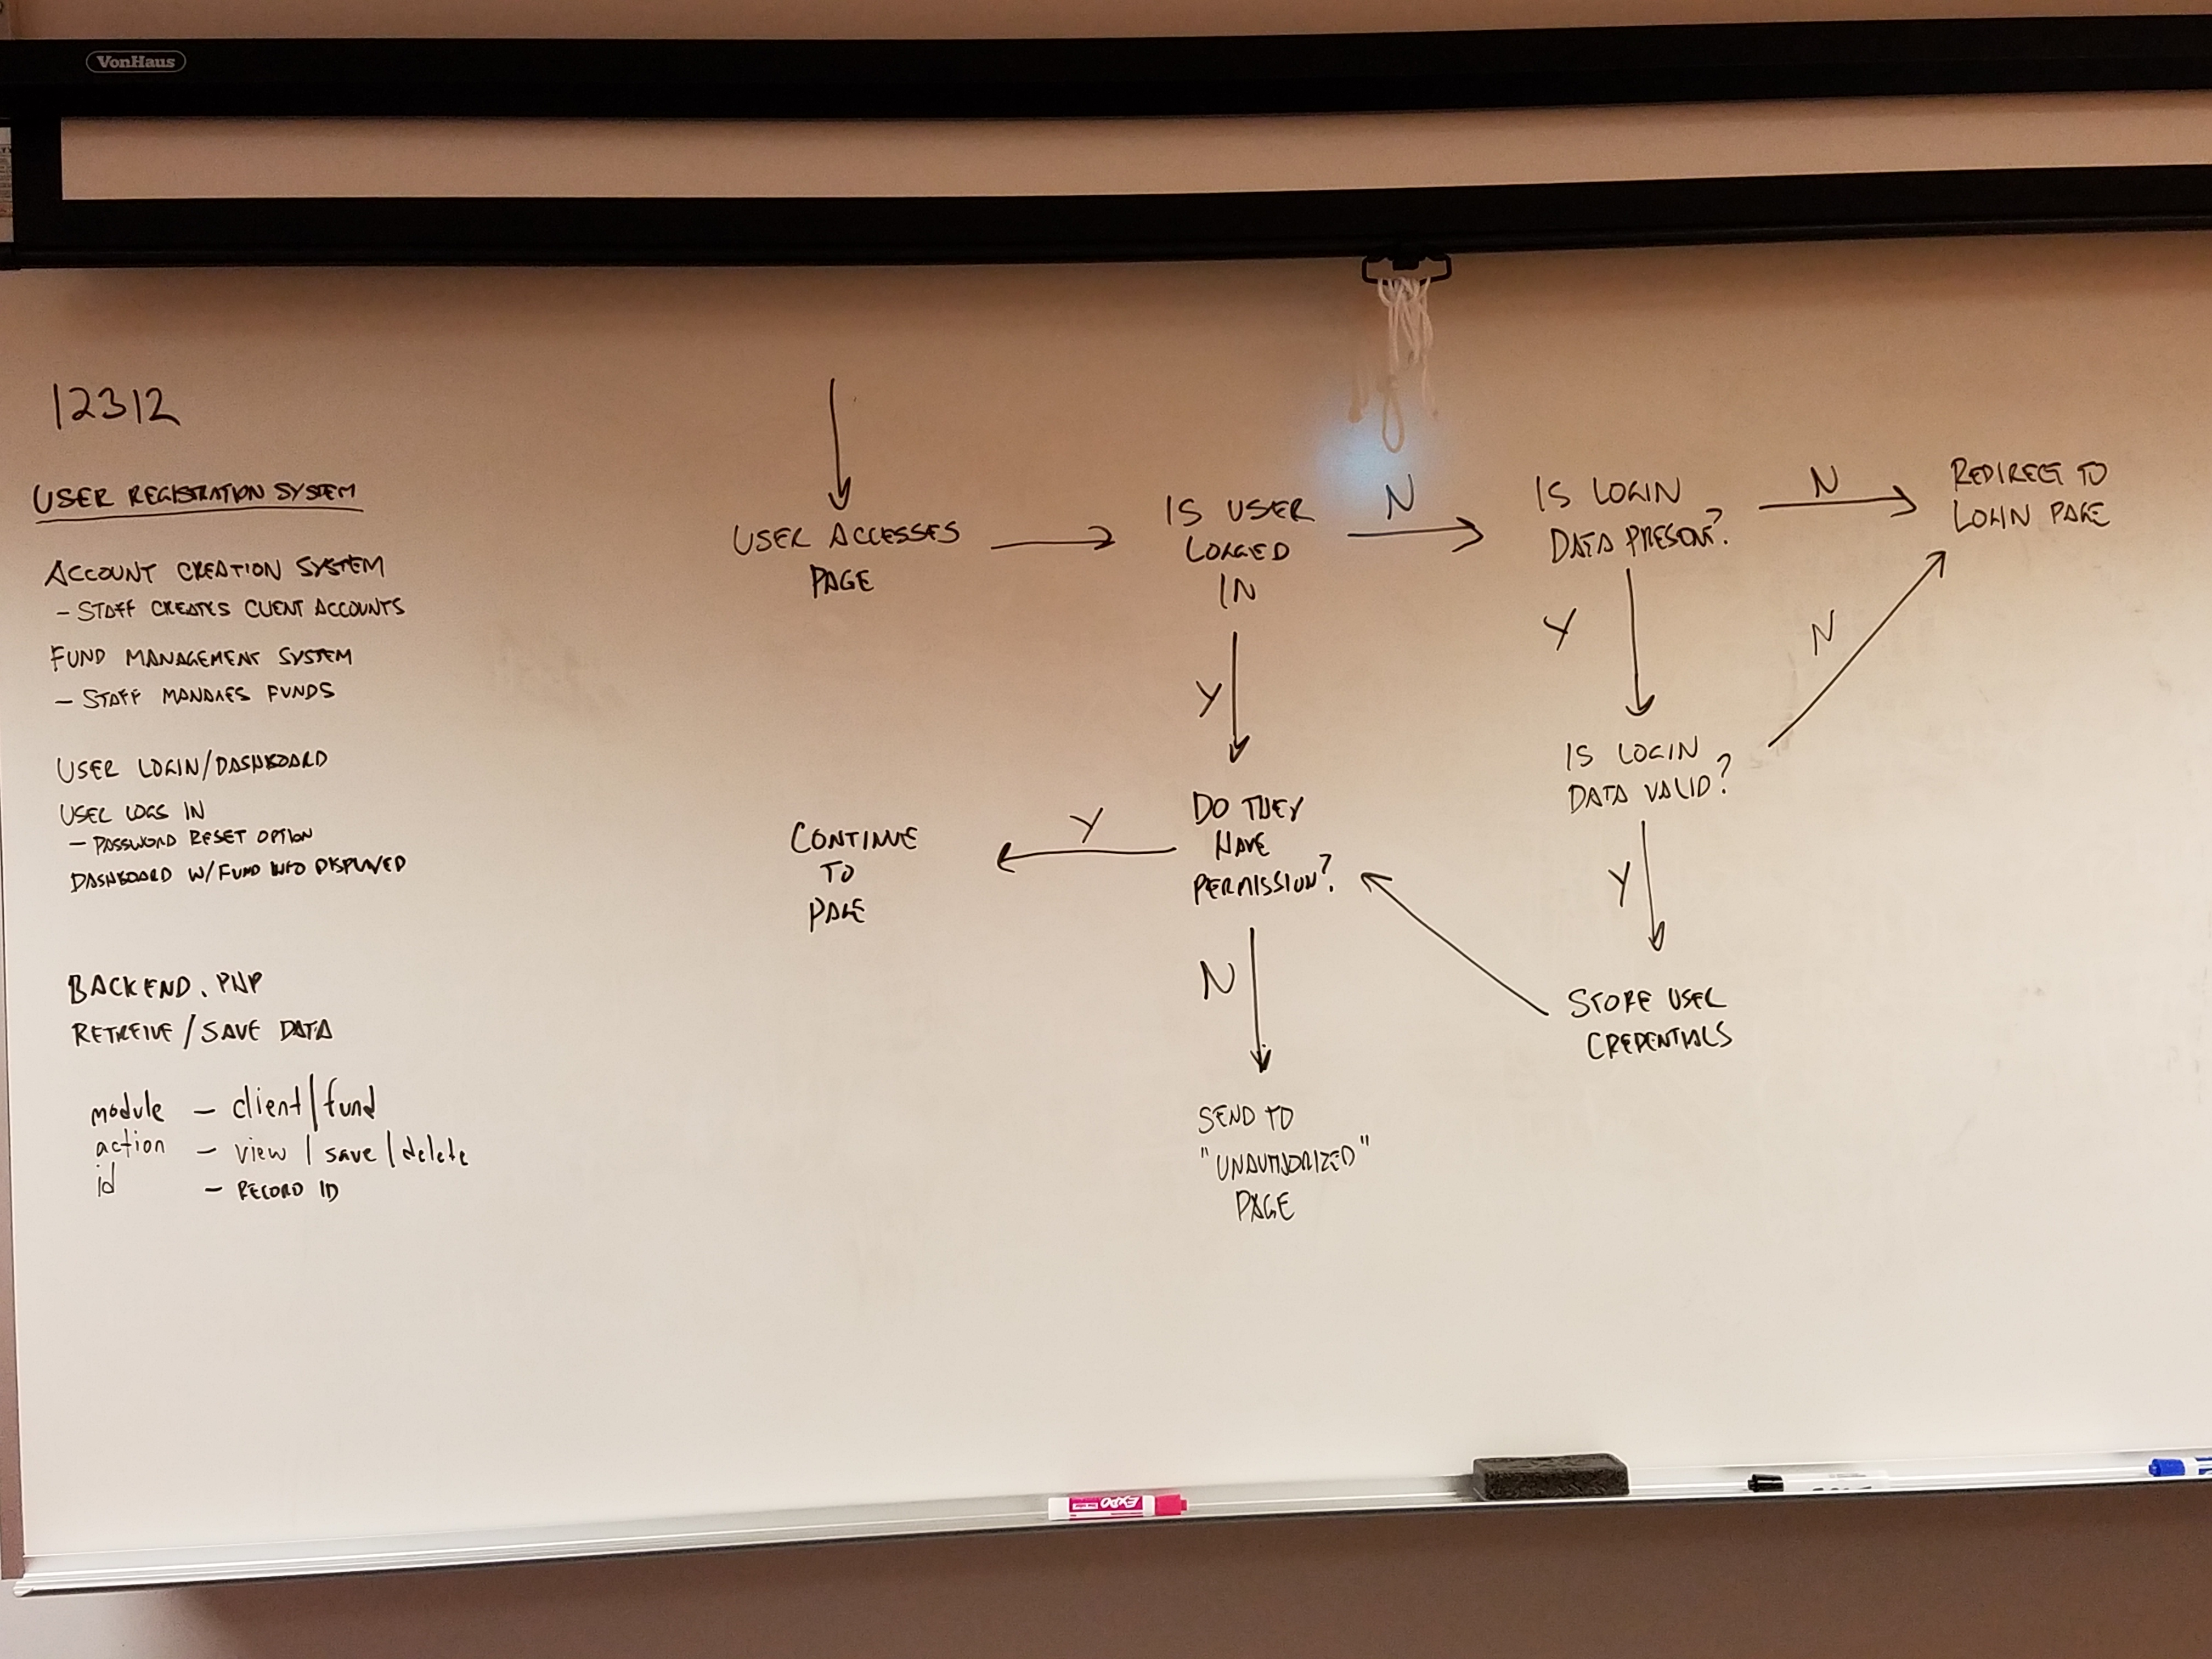 VonHaus
12312
USER REGISTRATION SYSTEM
ACCOUNT CREATION SYSTEM
- STAFF CREATES CLIENT ACCOUNTS
FUND MANAGEMENT SYSTEM
- STAFF MANAGES FUNDS
USER LOGIN/DASHBOARD
USER LOGS IN
- PASSWORD RESET OPTION
DASHBOARD W/FUND INFO DISPLAYED
BACKEND.PHP
RETREIVE/SAVE DATA
module - client/fund
action - view / save / delete
id - RECORD ID
USER ACCESSES
PAGE
IS USER
LOGGED
IN
N
IS LOGIN
DATA PRESENT?
N
REDIRECT TO
LOGIN PAGE
Y
Y
N
IS LOGIN
DATA VALID?
DO THEY
HAVE
PERMISSION?
Y
CONTINUE
TO
PAGE
Y
N
STORE USER
CREDENTIALS
SEND TO
"UNAUTHORIZED"
PAGE
EXPO